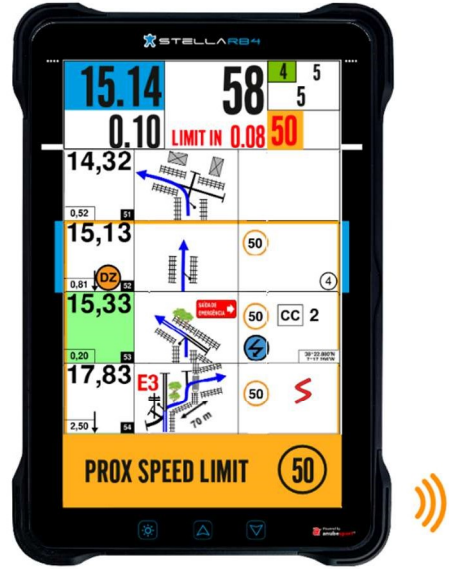 STELLARB4
15.14 58 4 5
5
0.10 LIMIT IN 0.08 50
14,32
0,52 51
15,13 50
DZ
0,81 52 4
15,33 SAÍDA DE EMERGÊNCIA 50 CC 2
0,20 53
17,83 E3 50
70 m
2,50 54
PROX SPEED LIMIT 50